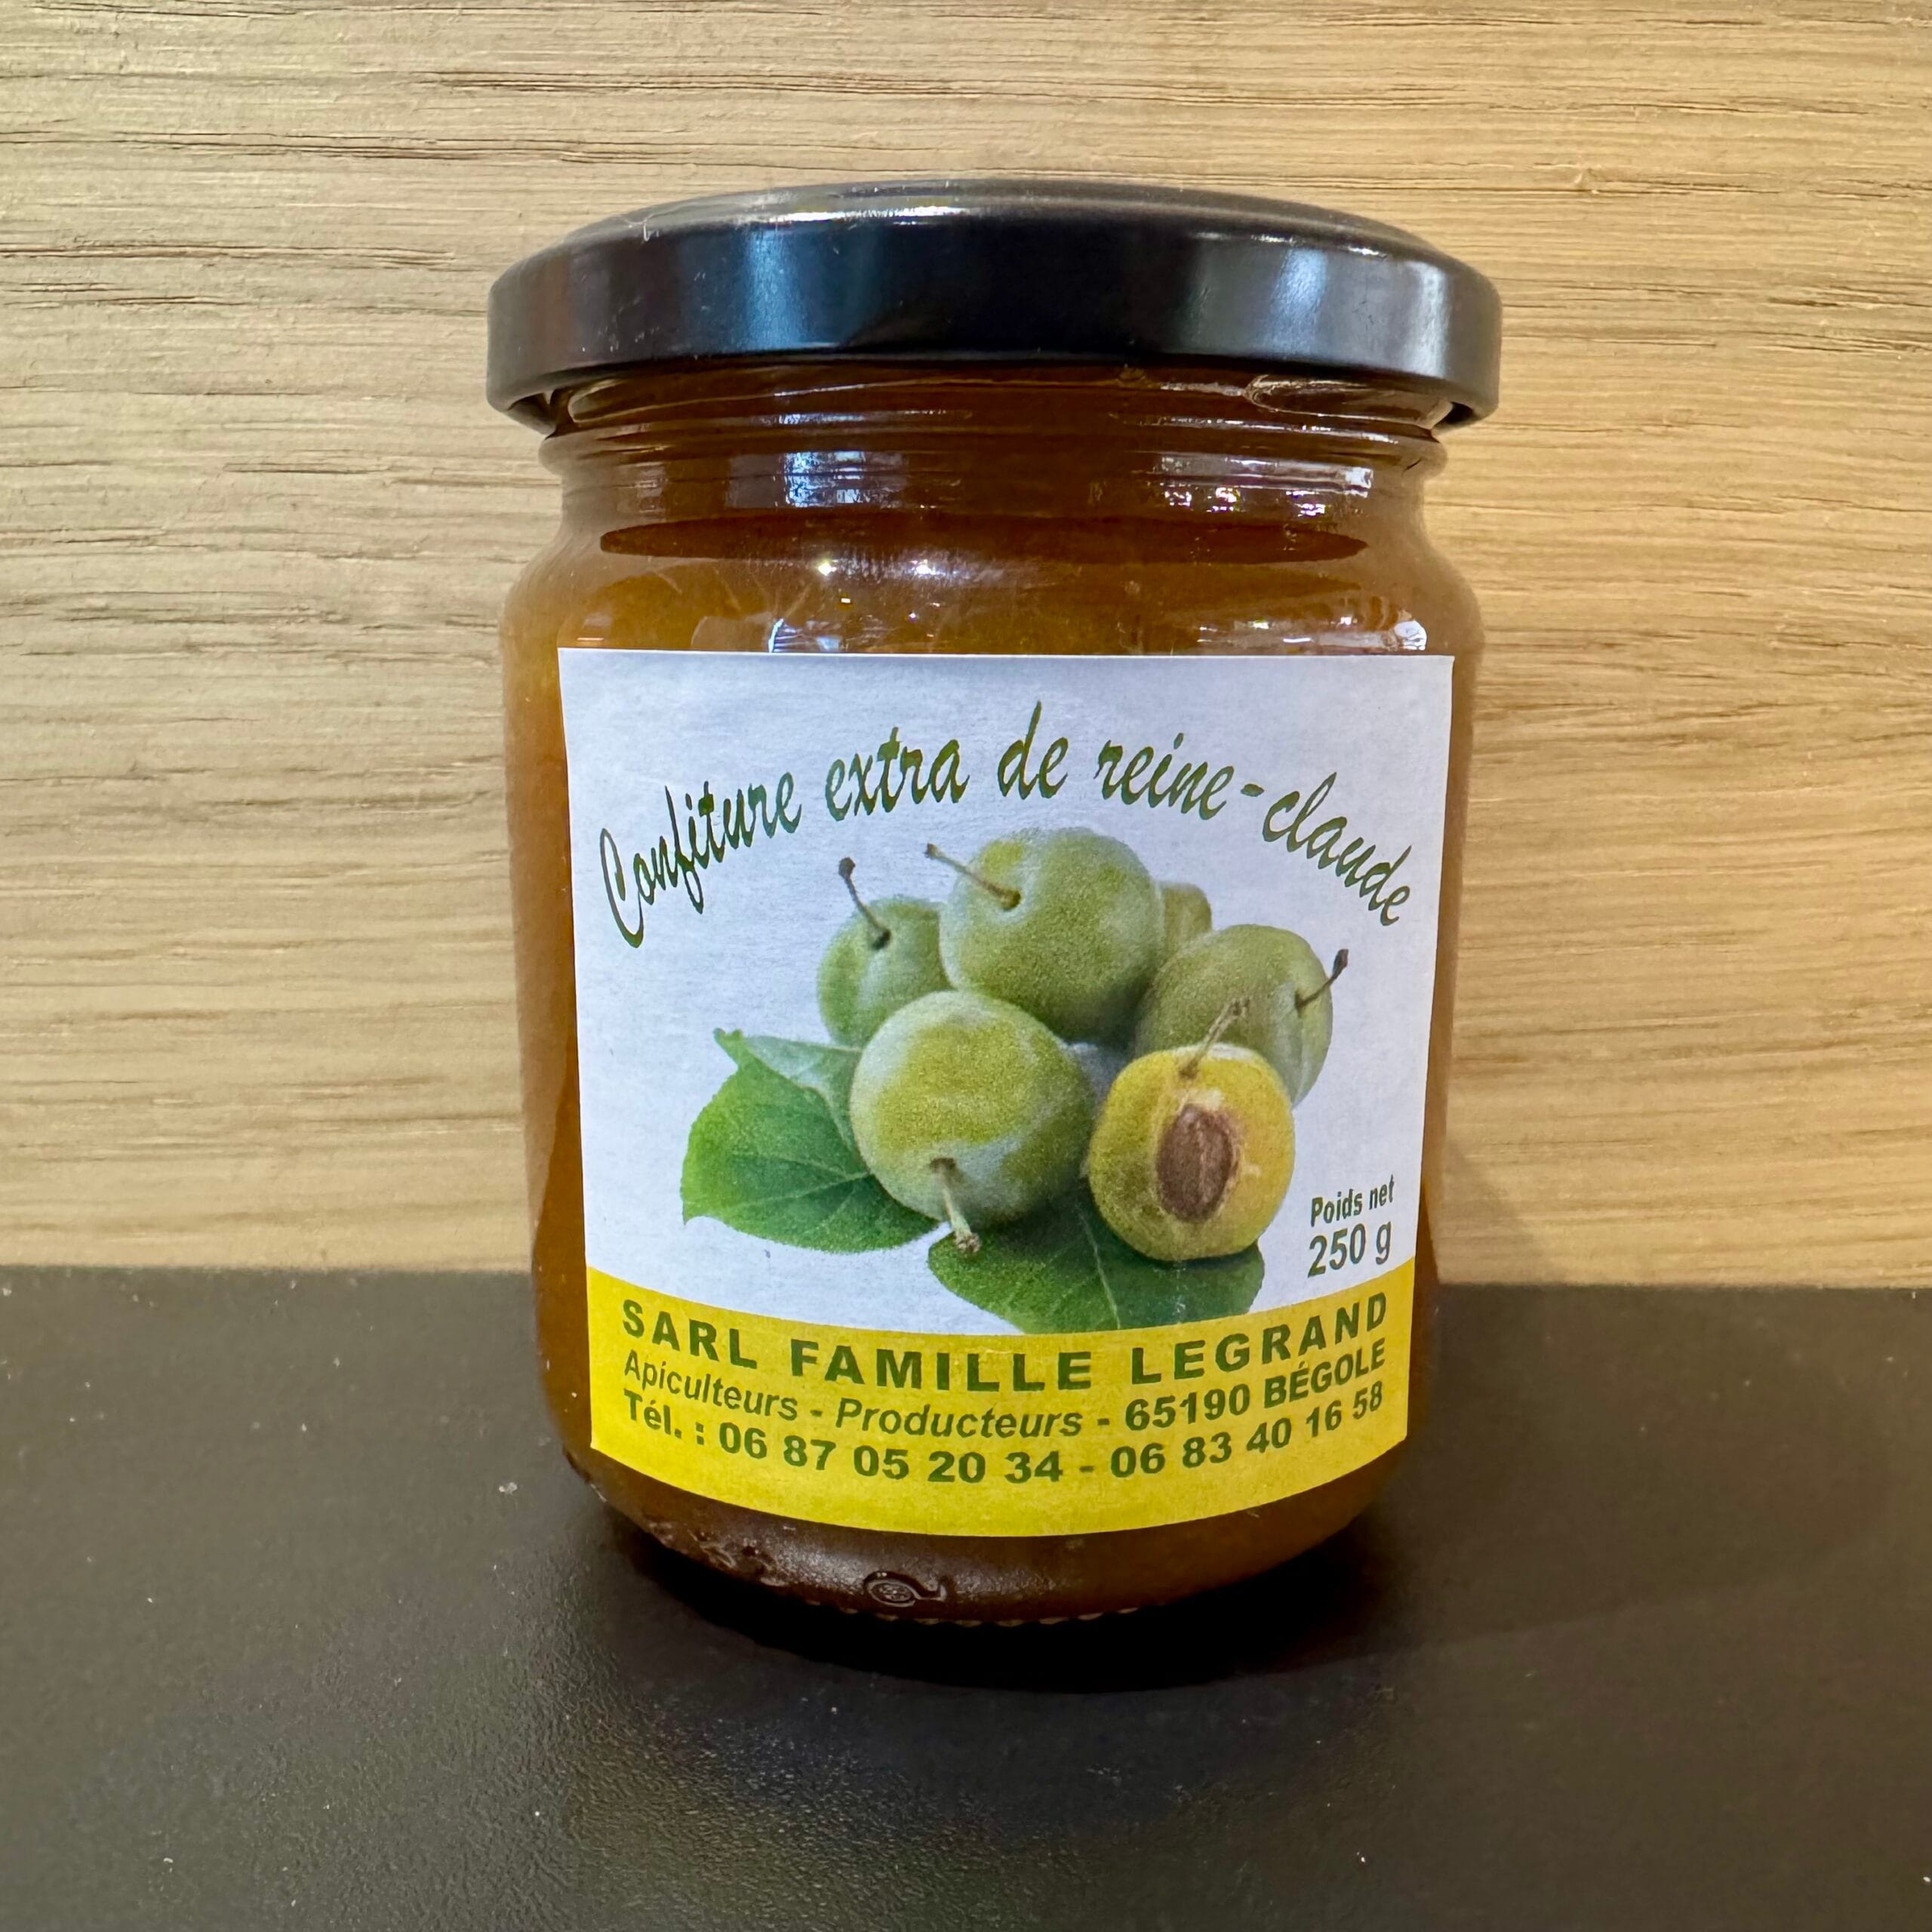 Confiture extra de reine-claude
Poids net
250 g
SARL FAMILLE LEGRAND
Apiculteurs - Producteurs - 65190 BÉGOLE
Tél. : 06 87 05 20 34 - 06 83 40 16 58